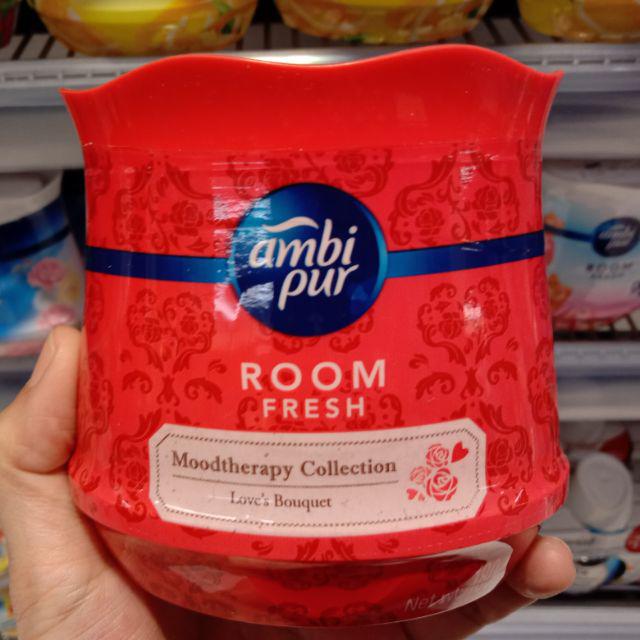 ambi
pur
ROOM
FRESH
Moodtherapy Collection
Love's Bouquet